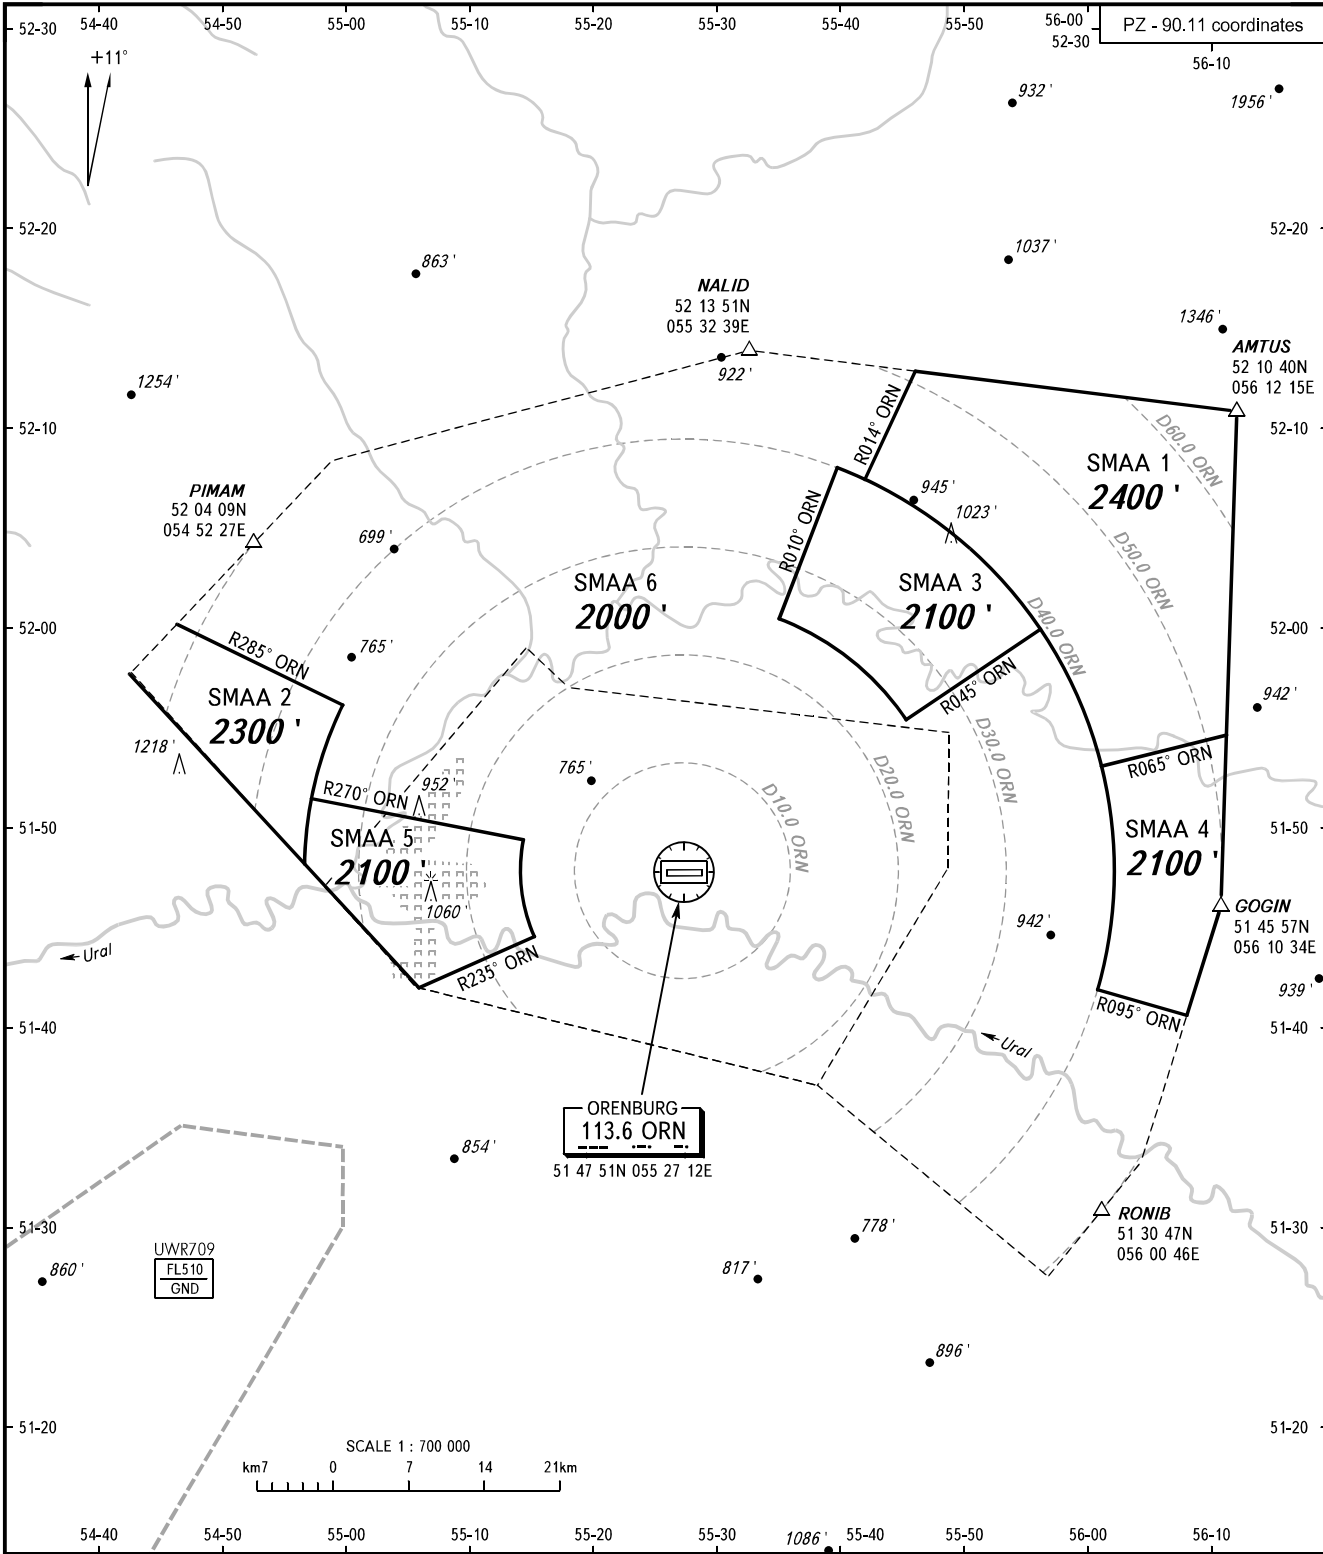 54-40 54-50 55-00 55-10 55-20 55-30 55-40 55-50 56-00
PZ - 90.11 coordinates
52-30 52-30
56-10
+11°
932'
1956'
52-20 52-20
1037'
863'
NALID
52 13 51N
055 32 39E
1346'
AMTUS
52 10 40N
056 12 15E
922'
1254'
52-10 52-10
R014° ORN
D60.0 ORN
SMAA 1
2400'
PIMAM
52 04 09N
054 52 27E
945'
1023'
R010° ORN
699'
D50.0 ORN
SMAA 6
2000'
SMAA 3
2100'
D40.0 ORN
52-00 52-00
R285° ORN
765'
R045° ORN
SMAA 2
2300'
942'
1218'
D30.0 ORN
R065° ORN
D20.0 ORN
765'
R270° ORN
952'
D10.0 ORN
51-50 51-50
SMAA 5
2100'
SMAA 4
2100'
1060'
GOGIN
51 45 57N
056 10 34E
942'
Ural
R235° ORN
939'
R095° ORN
51-40 51-40
Ural
ORENBURG
113.6 ORN
51 47 51N 055 27 12E
854'
RONIB
51 30 47N
056 00 46E
51-30 51-30
778'
UWR709
FL510
GND
860'
817'
896'
51-20 51-20
SCALE 1 : 700 000
km7 0 7 14 21km
54-40 54-50 55-00 55-10 55-20 55-30 55-40 55-50 56-00 56-10
1086'